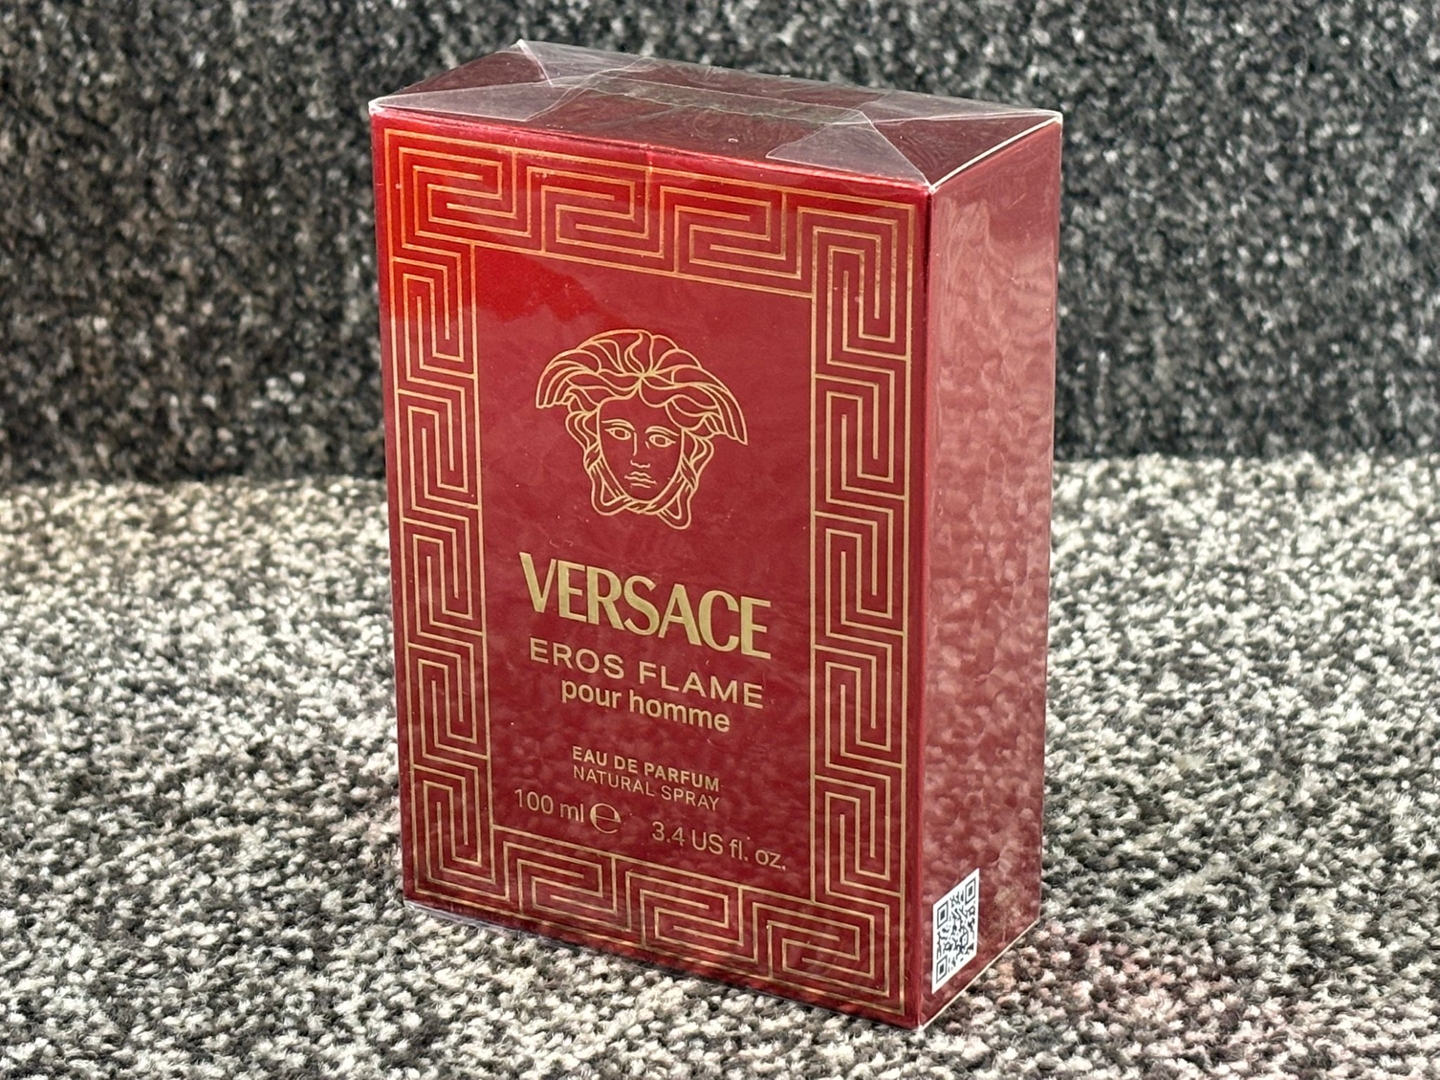 VERSACE
EROS FLAME
pour homme
EAU DE PARFUM
NATURAL SPRAY
100 ml ℮ 3.4 US fl. oz.